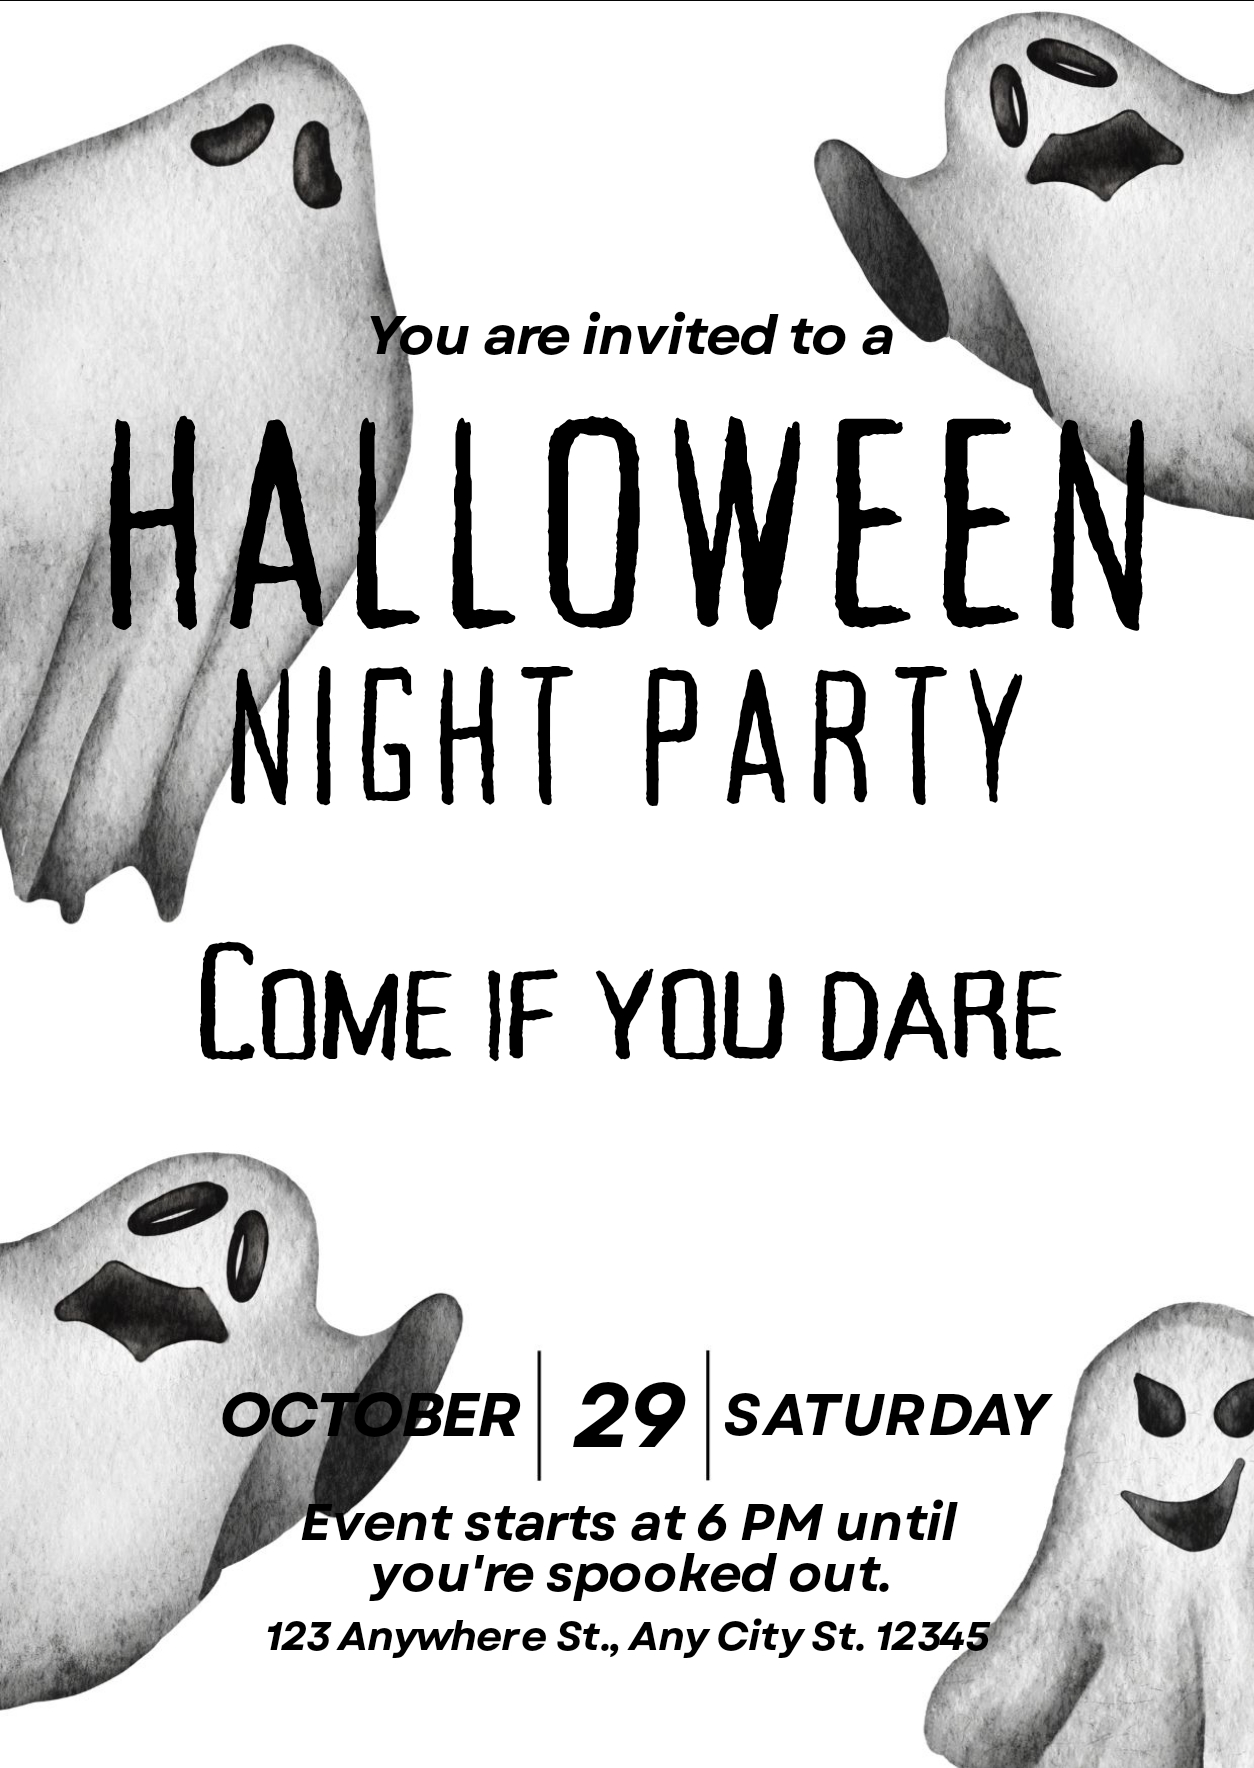 You are invited to a
HALLOWEEN
NIGHT PARTY
COME IF YOU DARE
OCTOBER 29 SATURDAY
Event starts at 6 PM until
you're spooked out.
123 Anywhere St., Any City St. 12345